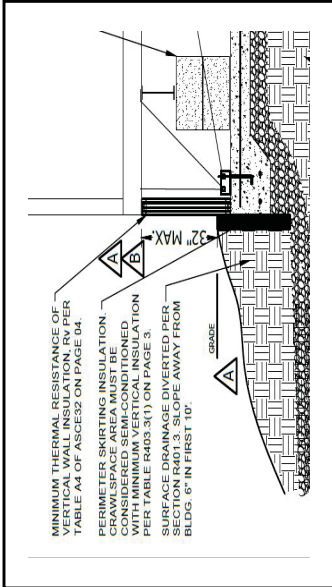 MINIMUM THERMAL RESISTANCE OF
VERTICAL WALL INSULATION, Rv PER
TABLE A4 OF ASCE32 ON PAGE 04.
PERIMETER SKIRTING INSULATION.
CRAWLSPACE AREA MUST BE
CONSIDERED SEMI-CONDITIONED
WITH MINIMUM VERTICAL INSULATION
PER TABLE R403.3(1) ON PAGE 3.
SURFACE DRAINAGE DIVERTED PER
SECTION R401.3. SLOPE AWAY FROM
BLDG. 6" IN FIRST 10'.
A
B
32" MAX.
GRADE
A